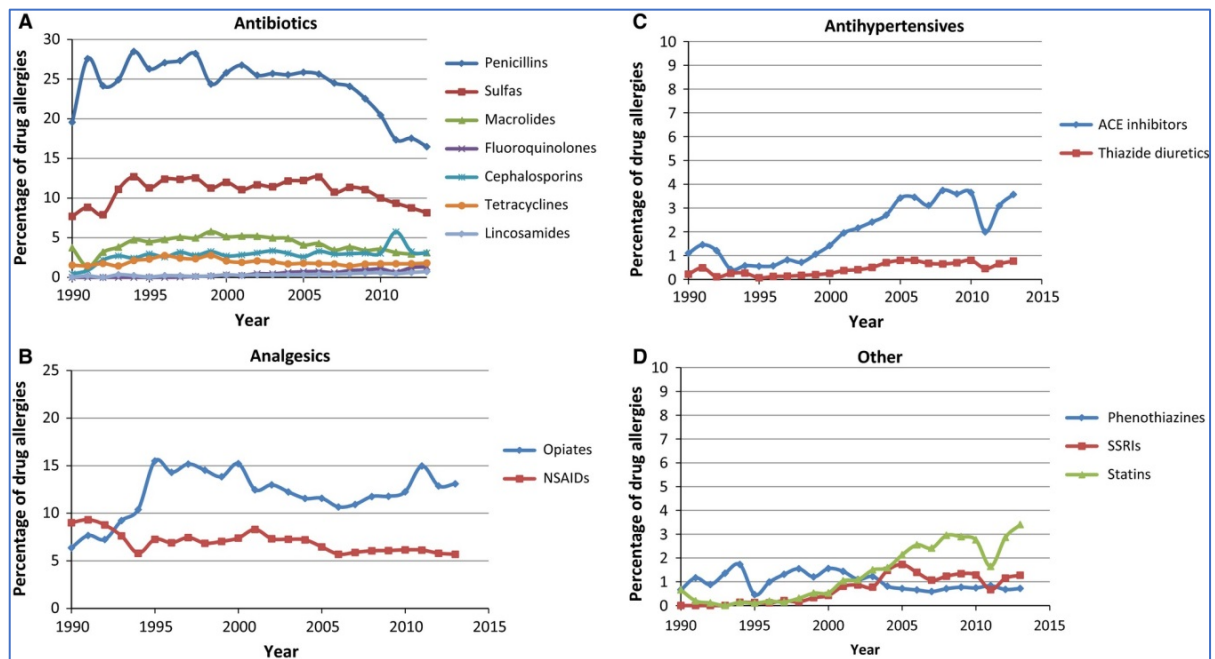 A
Antibiotics
Percentage of drug allergies
30
25
20
15
10
5
0
1990
1995
2000
2005
2010
Year
Penicillins
Sulfas
Macrolides
Fluoroquinolones
Cephalosporins
Tetracyclines
Lincosamides
C
Antihypertensives
Percentage of drug allergies
10
9
8
7
6
5
4
3
2
1
0
1990
1995
2000
2005
2010
2015
Year
ACE inhibitors
Thiazide diuretics
B
Analgesics
Percentage of drug allergies
25
20
15
10
5
0
1990
1995
2000
2005
2010
2015
Year
Opiates
NSAIDs
D
Other
Percentage of drug allergies
10
9
8
7
6
5
4
3
2
1
0
1990
1995
2000
2005
2010
2015
Year
Phenothiazines
SSRIs
Statins